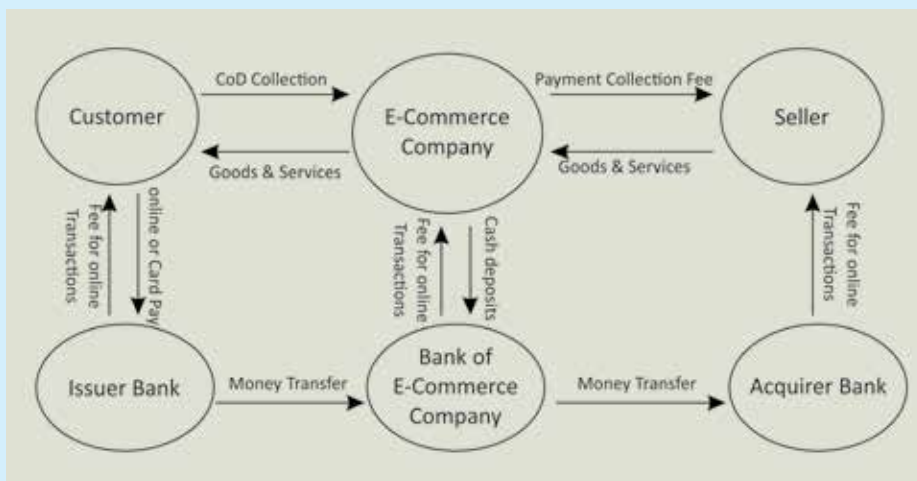 CoD Collection
Payment Collection Fee
Customer
E-Commerce
Company
Seller
Goods & Services
Goods & Services
Fee for online
Transactions
online or Card Pay
Fee for online
Transactions
Cash deposits
Fee for online
Transactions
Issuer Bank
Money Transfer
Bank of
E-Commerce
Company
Money Transfer
Acquirer Bank